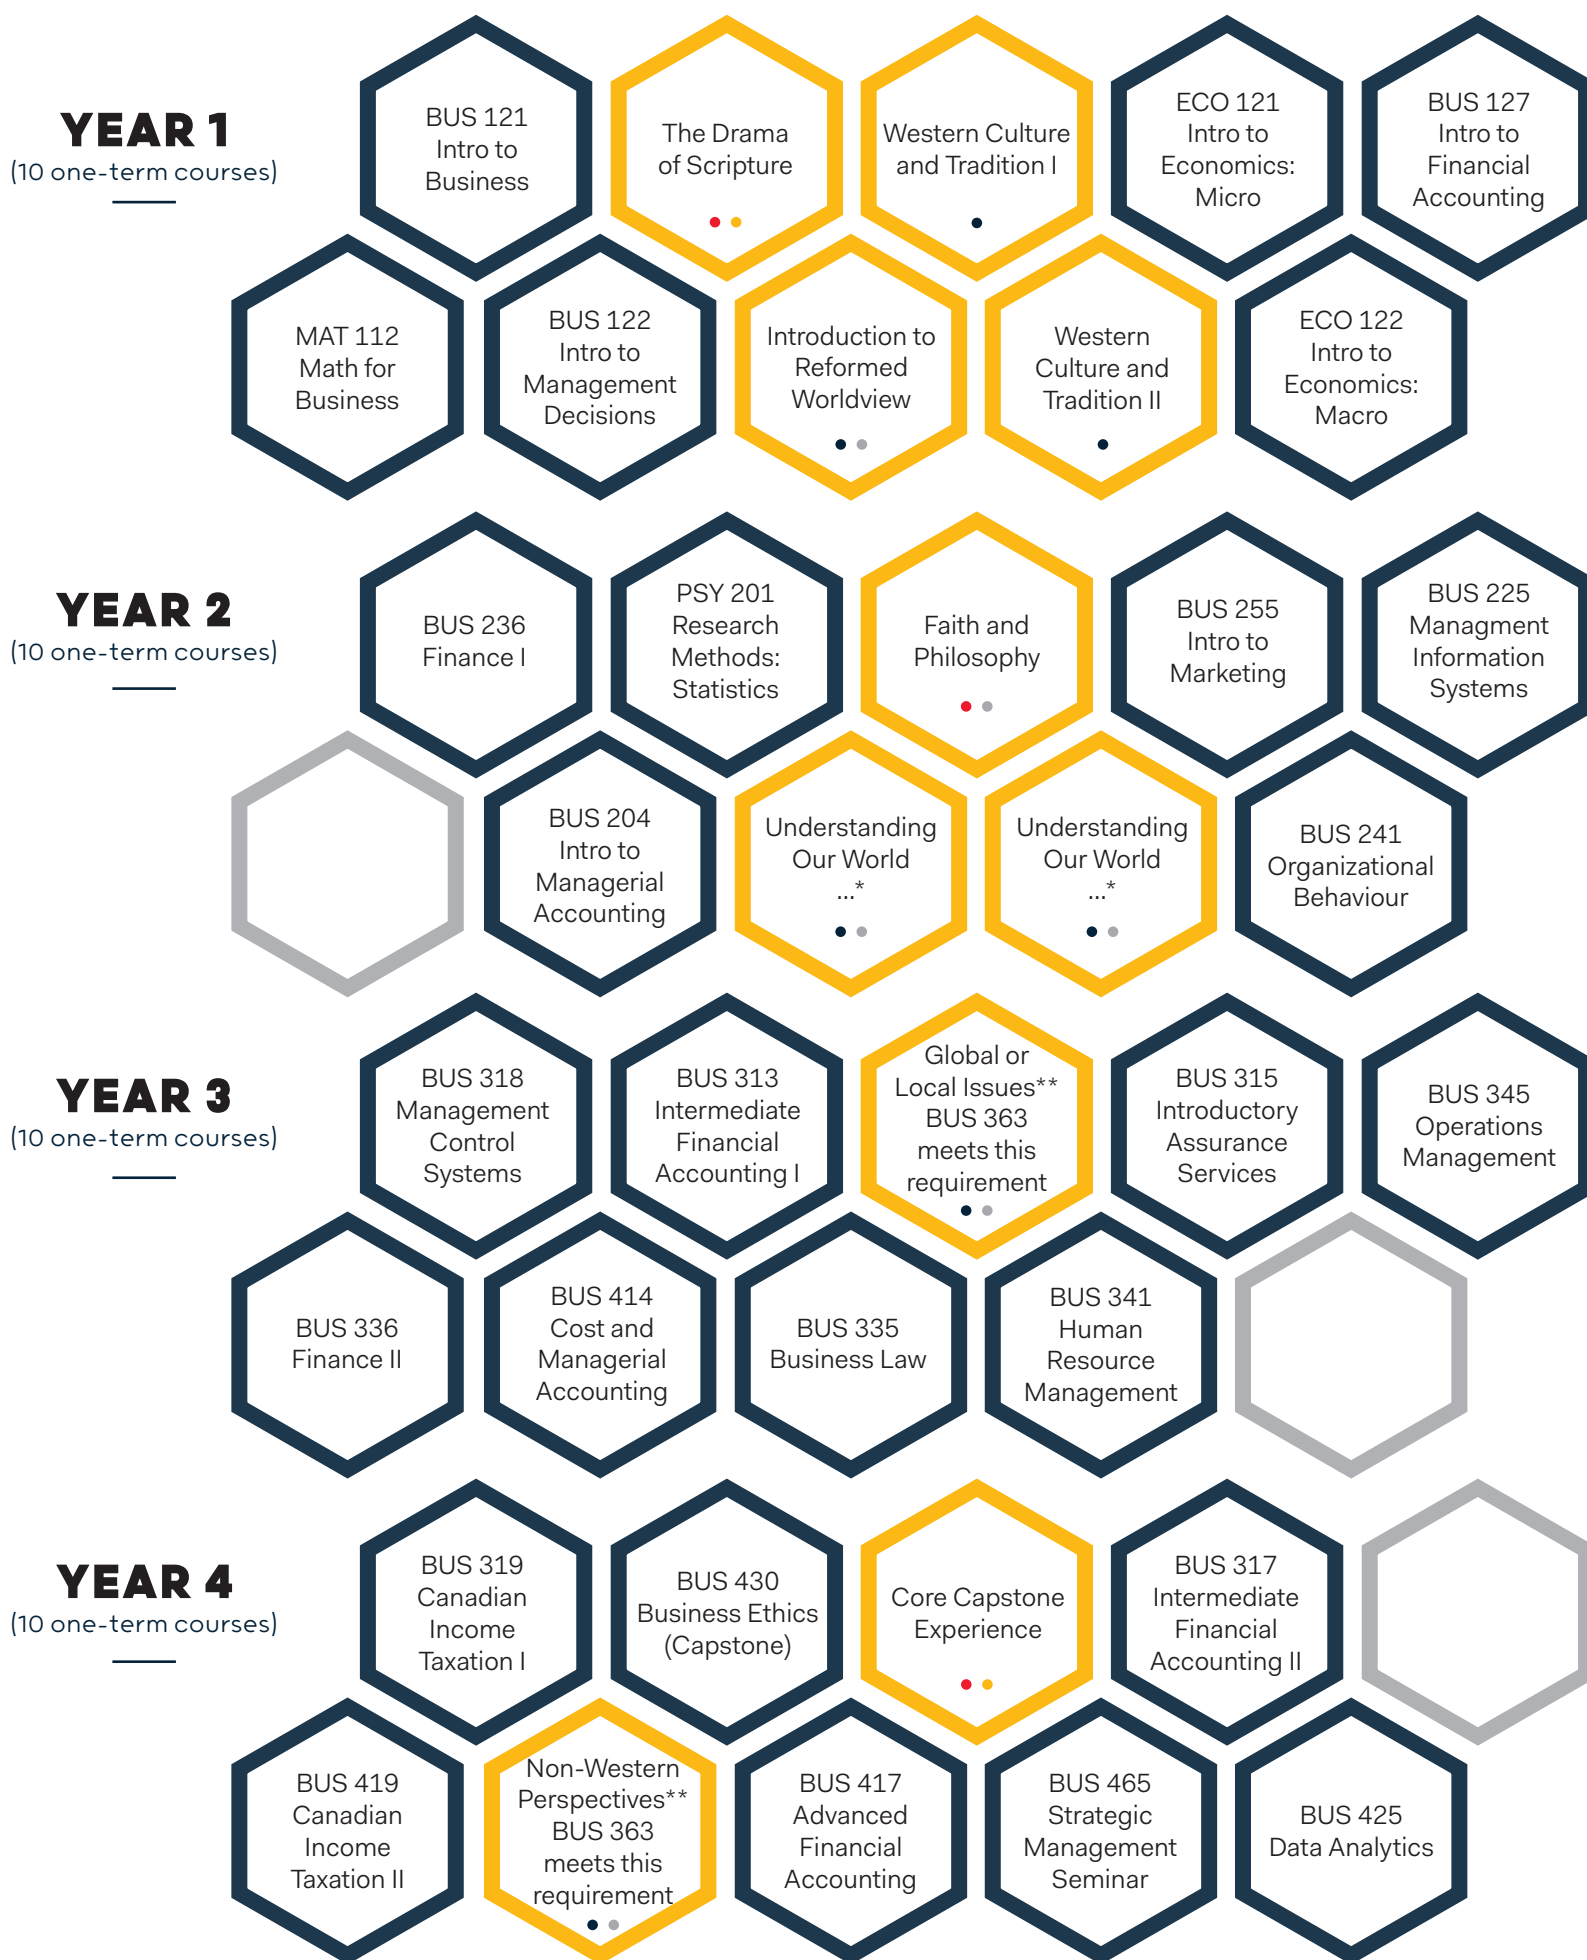 YEAR 1
(10 one-term courses)
BUS 121
Intro to
Business
The Drama
of Scripture
Western Culture
and Tradition I
ECO 121
Intro to
Economics:
Micro
BUS 127
Intro to
Financial
Accounting
MAT 112
Math for
Business
BUS 122
Intro to
Management
Decisions
Introduction to
Reformed
Worldview
Western
Culture and
Tradition II
ECO 122
Intro to
Economics:
Macro
YEAR 2
(10 one-term courses)
BUS 236
Finance I
PSY 201
Research
Methods:
Statistics
Faith and
Philosophy
BUS 255
Intro to
Marketing
BUS 225
Managment
Information
Systems
BUS 204
Intro to
Managerial
Accounting
Understanding
Our World
...*
Understanding
Our World
...*
BUS 241
Organizational
Behaviour
YEAR 3
(10 one-term courses)
BUS 318
Management
Control
Systems
BUS 313
Intermediate
Financial
Accounting I
Global or
Local Issues**
BUS 363
meets this
requirement
BUS 315
Introductory
Assurance
Services
BUS 345
Operations
Management
BUS 336
Finance II
BUS 414
Cost and
Managerial
Accounting
BUS 335
Business Law
BUS 341
Human
Resource
Management
YEAR 4
(10 one-term courses)
BUS 319
Canadian
Income
Taxation I
BUS 430
Business Ethics
(Capstone)
Core Capstone
Experience
BUS 317
Intermediate
Financial
Accounting II
BUS 419
Canadian
Income
Taxation II
Non-Western
Perspectives**
BUS 363
meets this
requirement
BUS 417
Advanced
Financial
Accounting
BUS 465
Strategic
Management
Seminar
BUS 425
Data Analytics